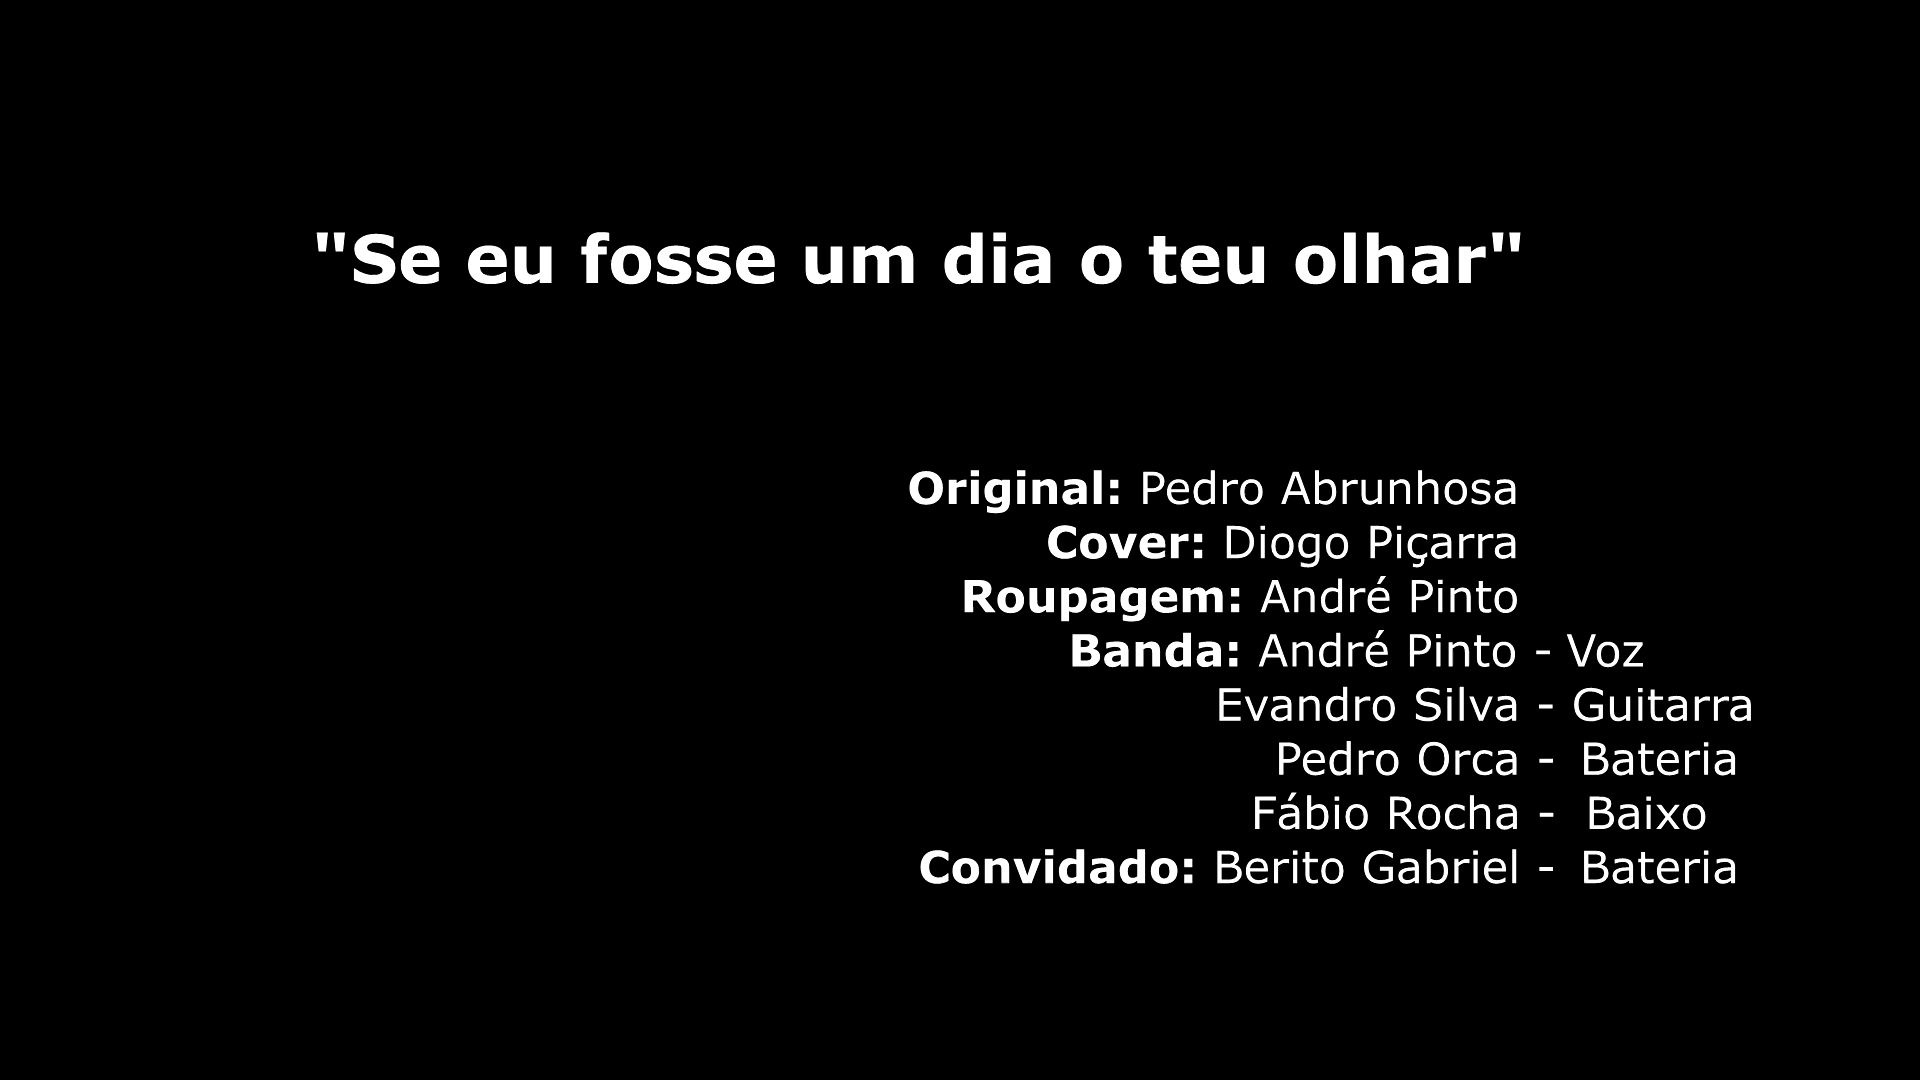 "Se eu fosse um dia o teu olhar"
Original: Pedro Abrunhosa
Cover: Diogo Piçarra
Roupagem: André Pinto
Banda: André Pinto - Voz
Evandro Silva - Guitarra
Pedro Orca - Bateria
Fábio Rocha - Baixo
Convidado: Berito Gabriel - Bateria